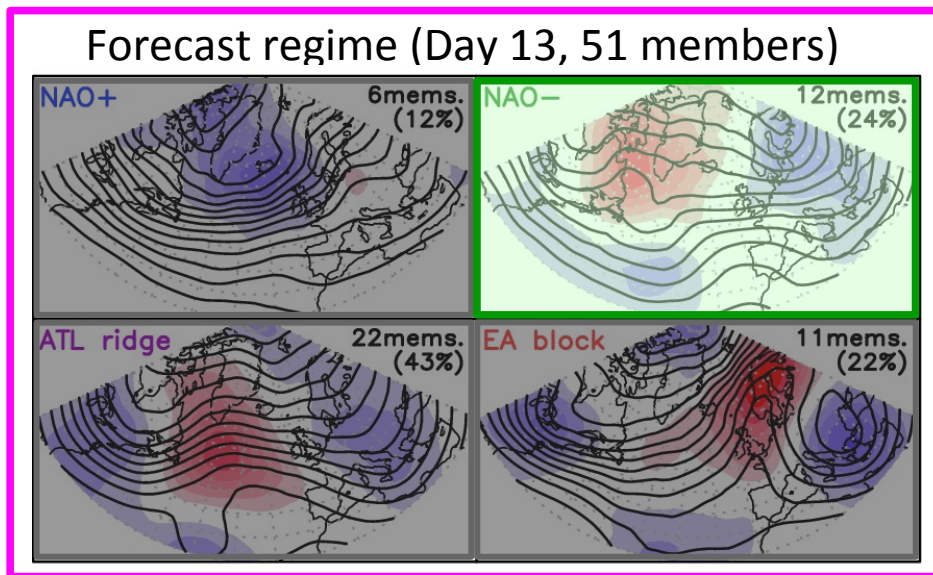 Forecast regime (Day 13, 51 members)
NAO+ 6mems.
(12%)
NAO− 12mems.
(24%)
ATL ridge 22mems.
(43%)
EA block 11mems.
(22%)